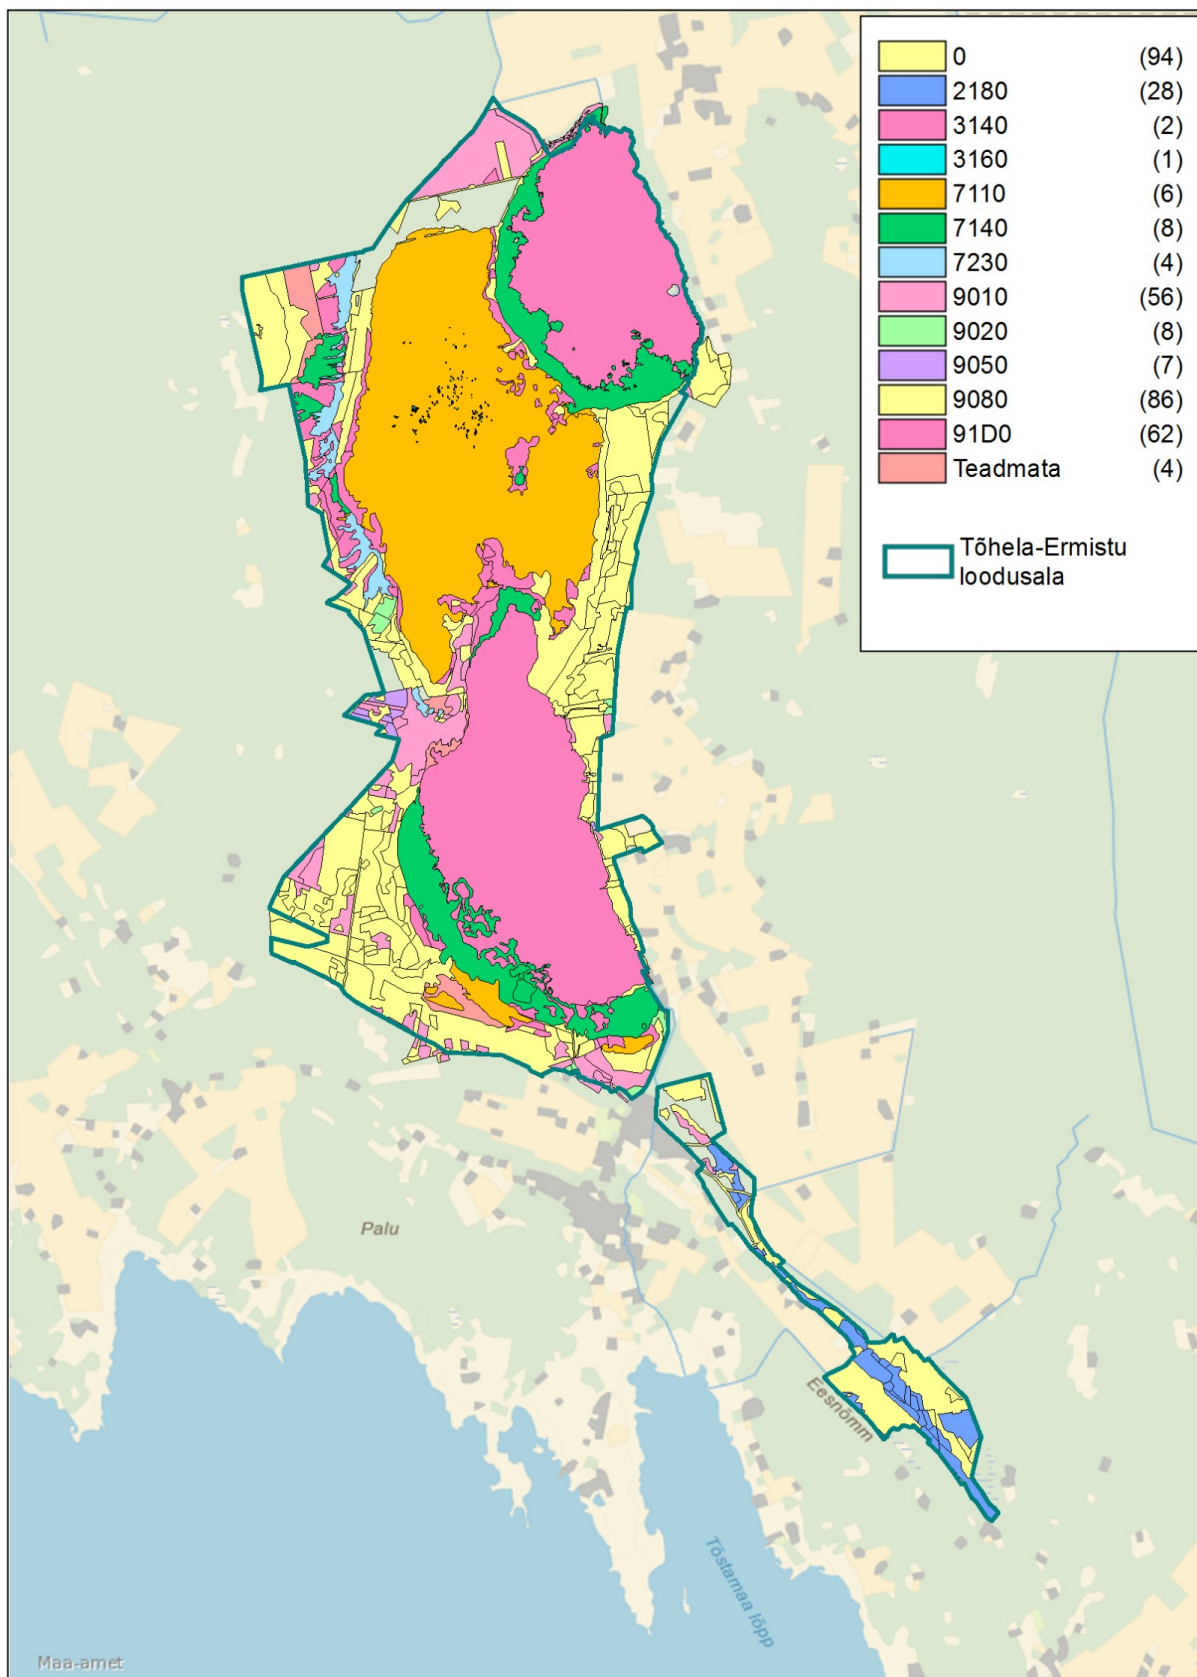 0 (94)
2180 (28)
3140 (2)
3160 (1)
7110 (6)
7140 (8)
7230 (4)
9010 (56)
9020 (8)
9050 (7)
9080 (86)
91D0 (62)
Teadmata (4)
Tõhela-Ermistu
loodusala
Palu
Eesnõmm
Tõstamaa lõpp
Maa-amet